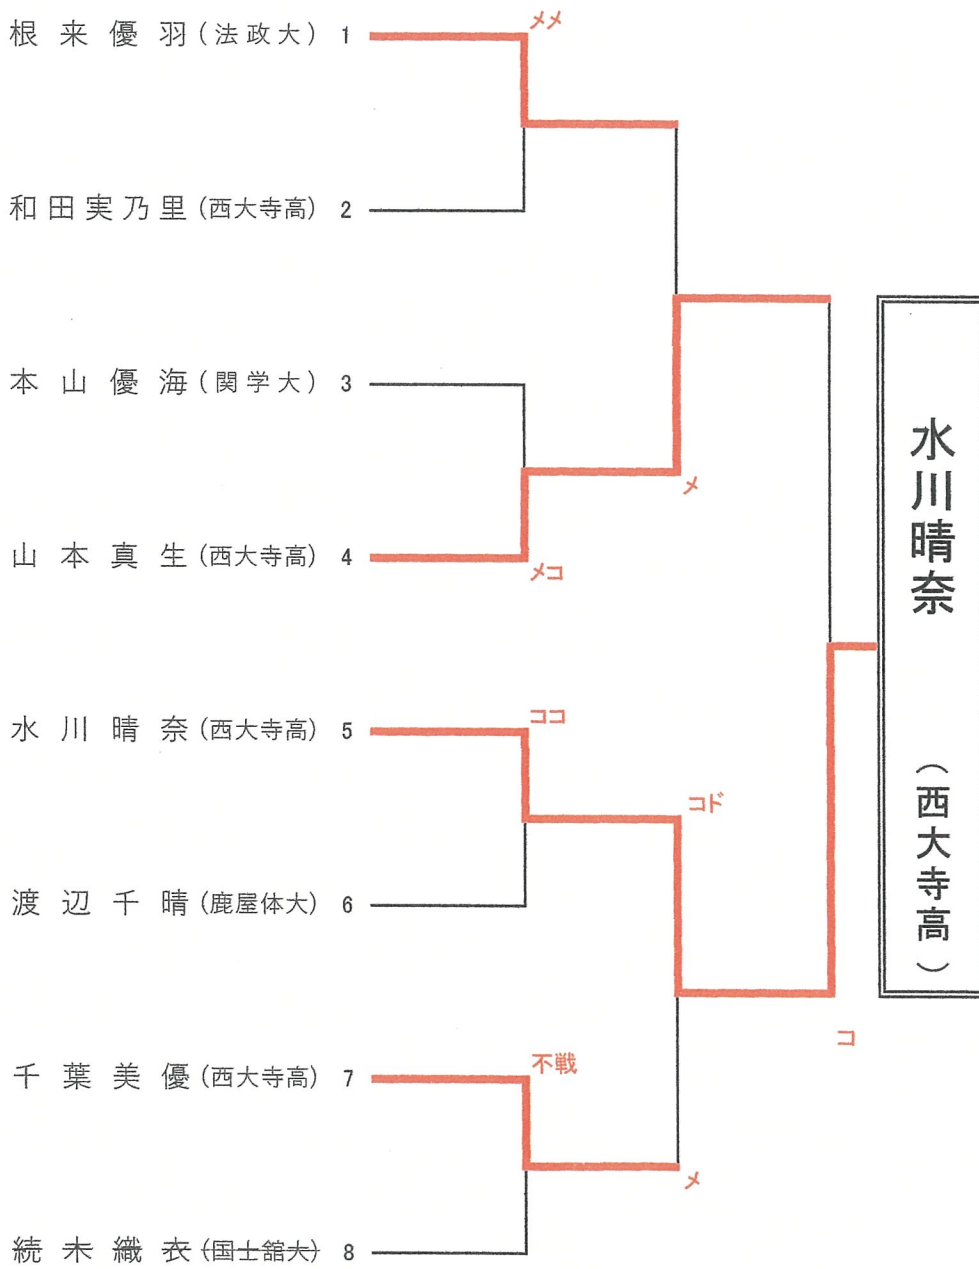 根来優羽(法政大) 1
メメ
和田実乃里(西大寺高) 2
本山優海(関学大) 3
メ
山本真生(西大寺高) 4
メコ
水川晴奈(西大寺高) 5
ココ
コド
渡辺千晴(鹿屋体大) 6
コ
千葉美優(西大寺高) 7
不戦
メ
続木織衣(国士舘大) 8
水川晴奈
(西大寺高)